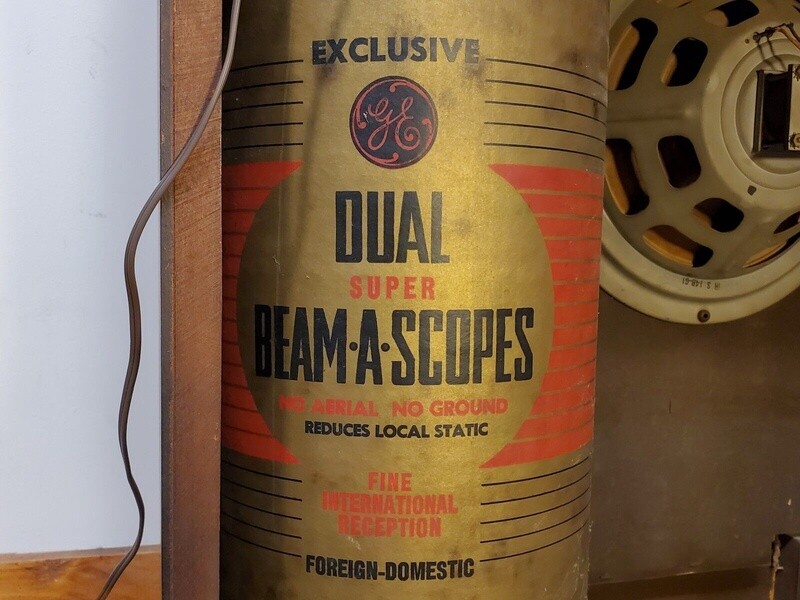 EXCLUSIVE
GE
DUAL
SUPER
BEAM·A·SCOPES
NO AERIAL NO GROUND
REDUCES LOCAL STATIC
FINE
INTERNATIONAL
RECEPTION
FOREIGN-DOMESTIC